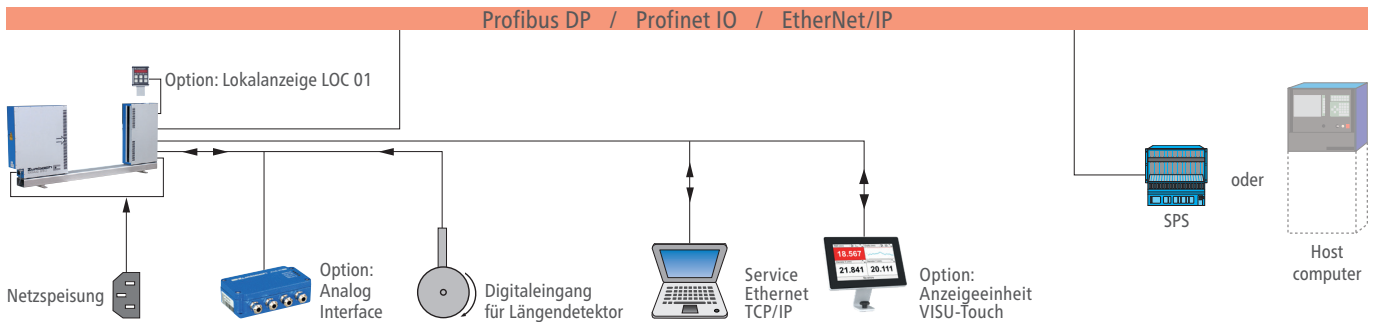 Profibus DP / Profinet IO / EtherNet/IP
Option: Lokalanzeige LOC 01
Netzspeisung
Option:
Analog
Interface
Digitaleingang
für Längendetektor
Service
Ethernet
TCP/IP
18.567
21.841 20.111
Option:
Anzeigeeinheit
VISU-Touch
SPS
oder
Host
computer